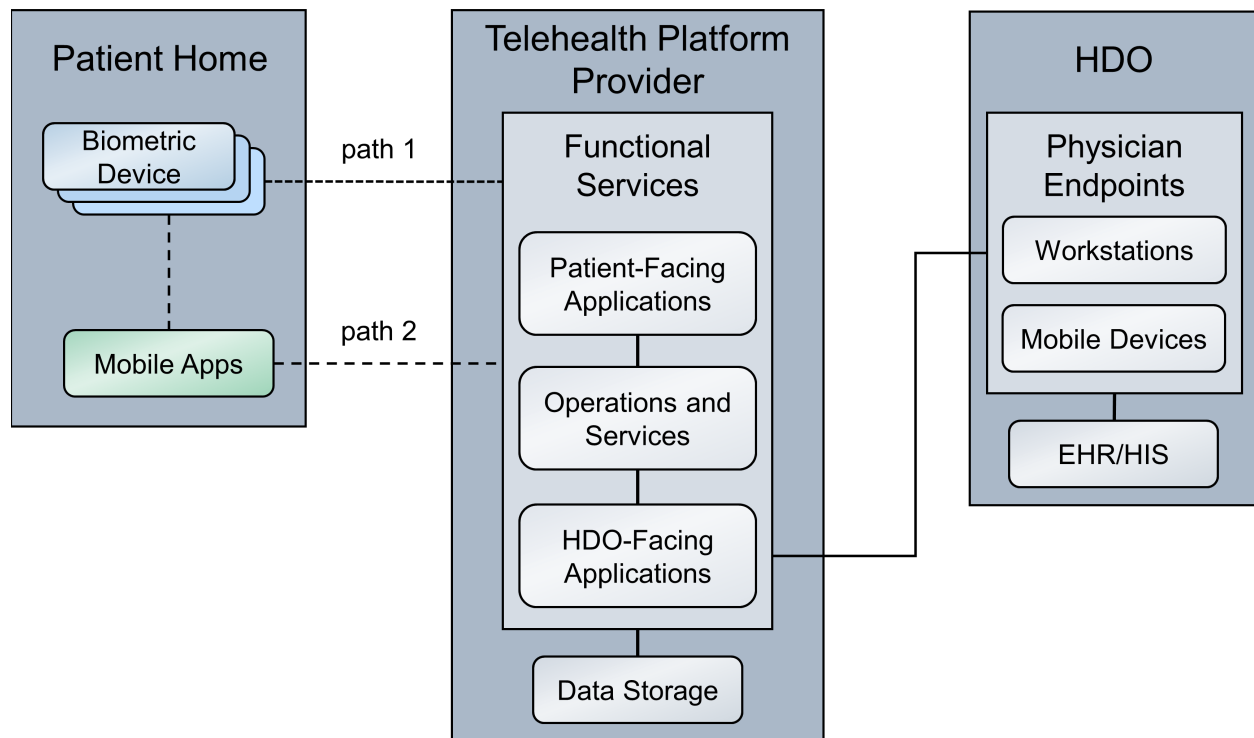 Patient Home
Biometric
Device
Mobile Apps
path 1
path 2
Telehealth Platform
Provider
Functional
Services
Patient-Facing
Applications
Operations and
Services
HDO-Facing
Applications
Data Storage
HDO
Physician
Endpoints
Workstations
Mobile Devices
EHR/HIS